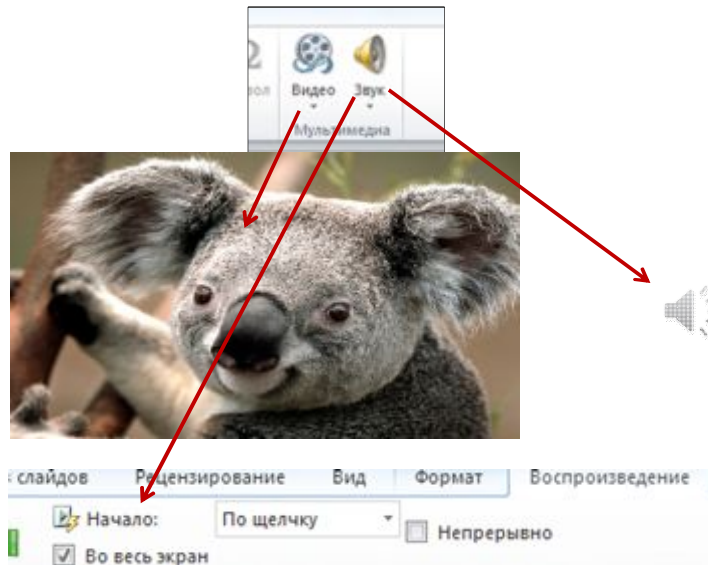 Видео Звук
Мультимедиа
слайдов Рецензирование Вид Формат Воспроизведение
Начало: По щелчку Непрерывно
Во весь экран